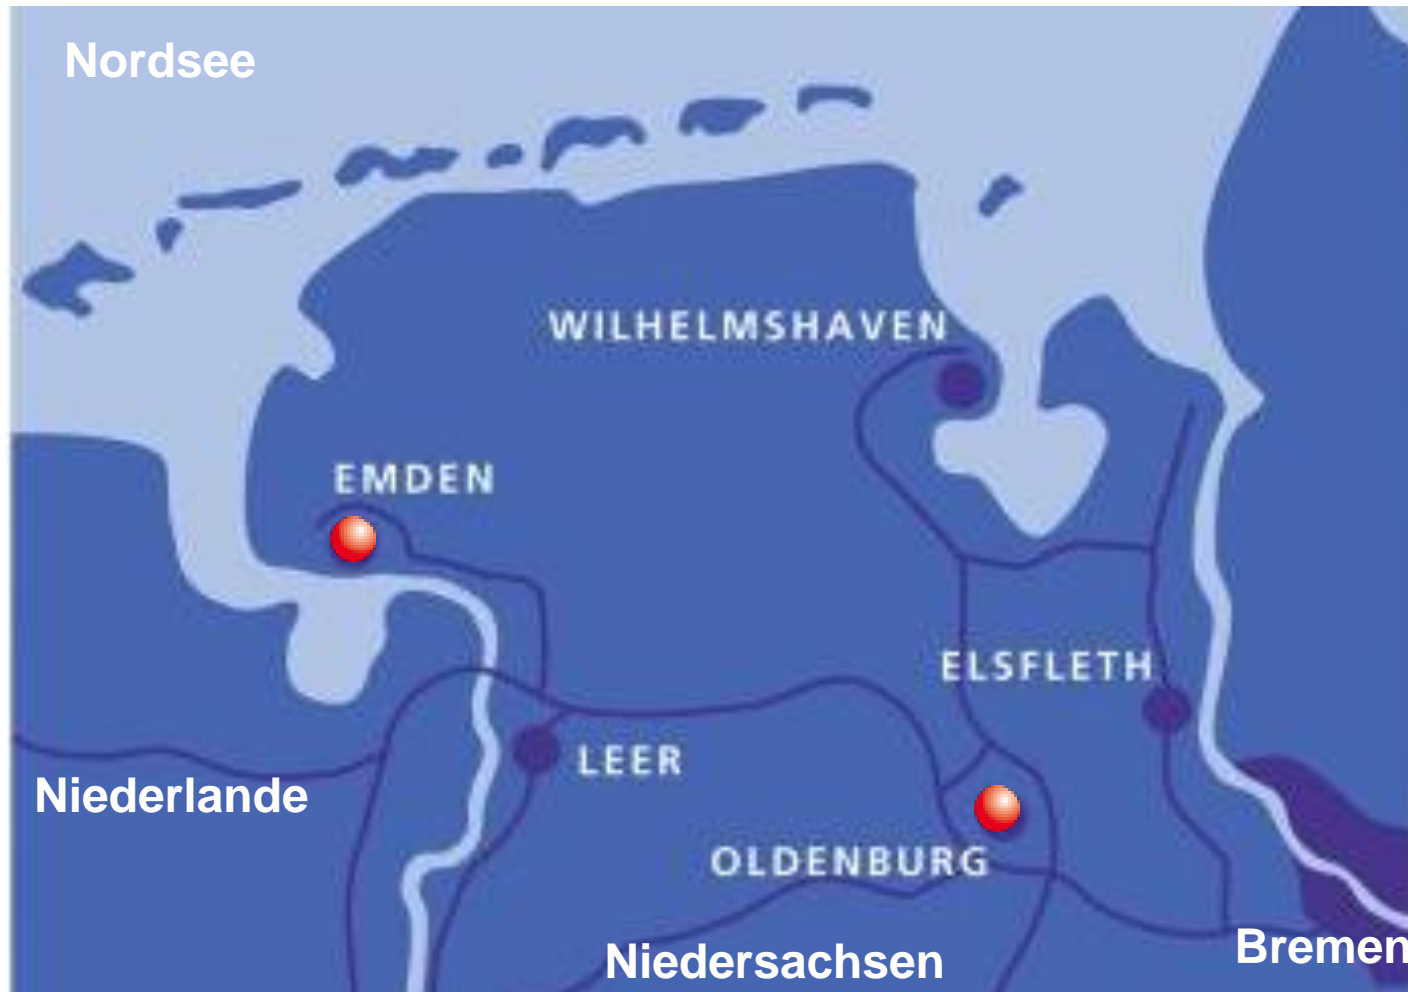 Nordsee
WILHELMSHAVEN
EMDEN
ELSFLETH
LEER
Niederlande
OLDENBURG
Bremen
Niedersachsen